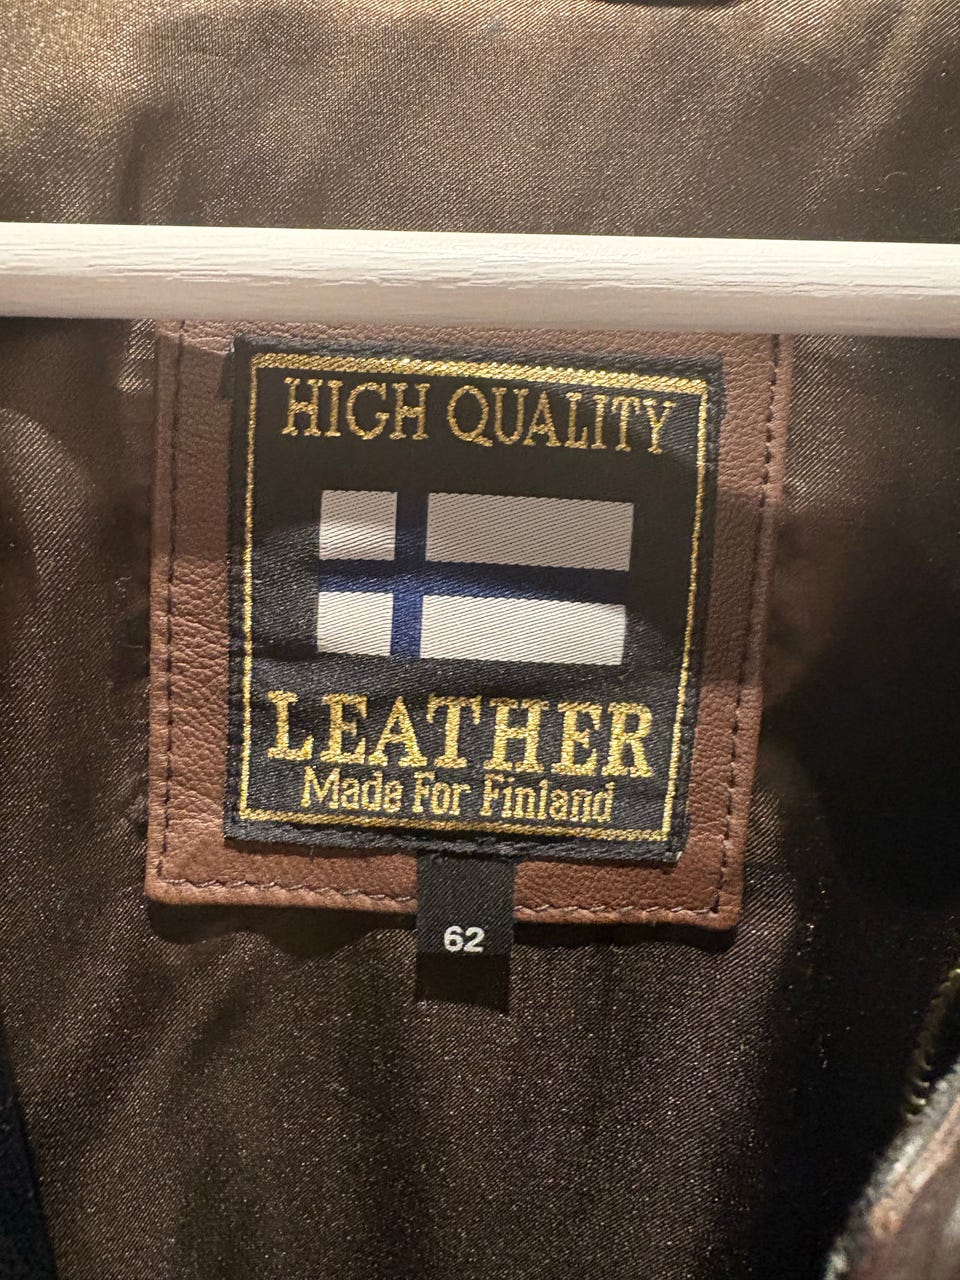 HIGH QUALITY
LEATHER
Made For Finland
62